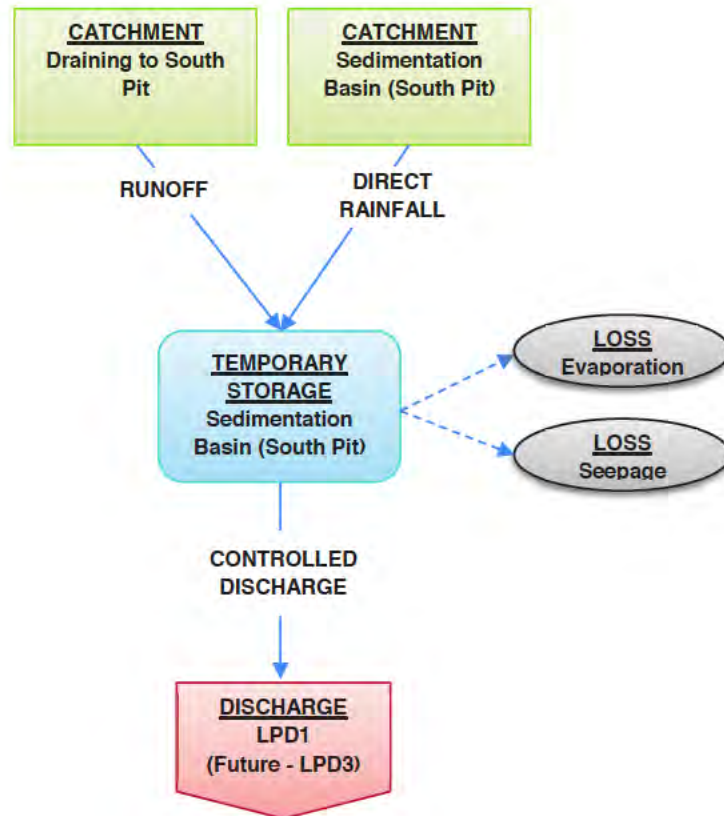 CATCHMENT
Draining to South
Pit
CATCHMENT
Sedimentation
Basin (South Pit)
RUNOFF
DIRECT
RAINFALL
TEMPORARY
STORAGE
Sedimentation
Basin (South Pit)
LOSS
Evaporation
LOSS
Seepage
CONTROLLED
DISCHARGE
DISCHARGE
LPD1
(Future - LPD3)